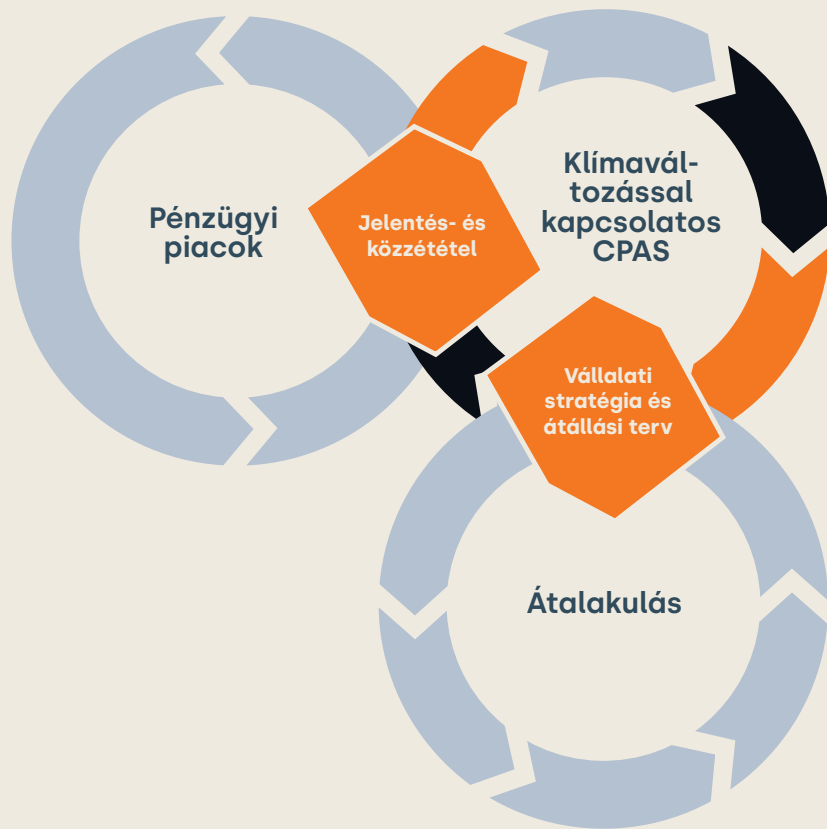 Pénzügyi
piacok
Jelentés- és
közzététel
Klímavál-
tozással
kapcsolatos
CPAS
Vállalati
stratégia és
átállási terv
Átalakulás